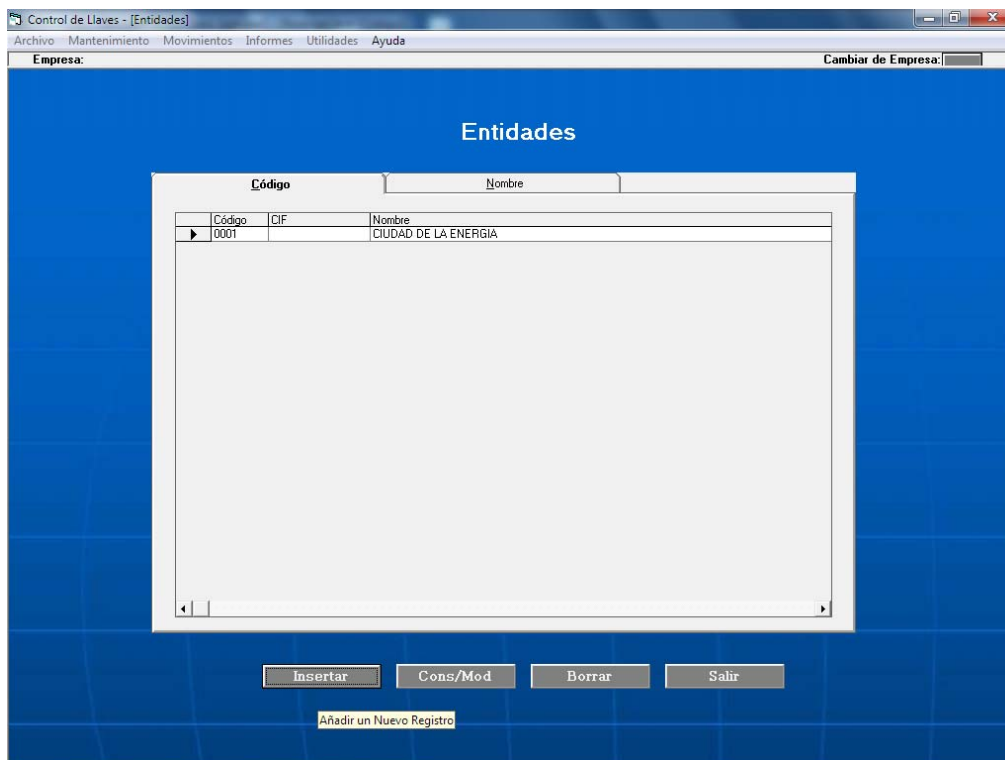 Control de Llaves - [Entidades]
Archivo Mantenimiento Movimientos Informes Utilidades Ayuda
Empresa: Cambiar de Empresa:
Entidades
Código Nombre
Código CIF Nombre
0001 CIUDAD DE LA ENERGIA
Insertar Cons/Mod Borrar Salir
Añadir un Nuevo Registro